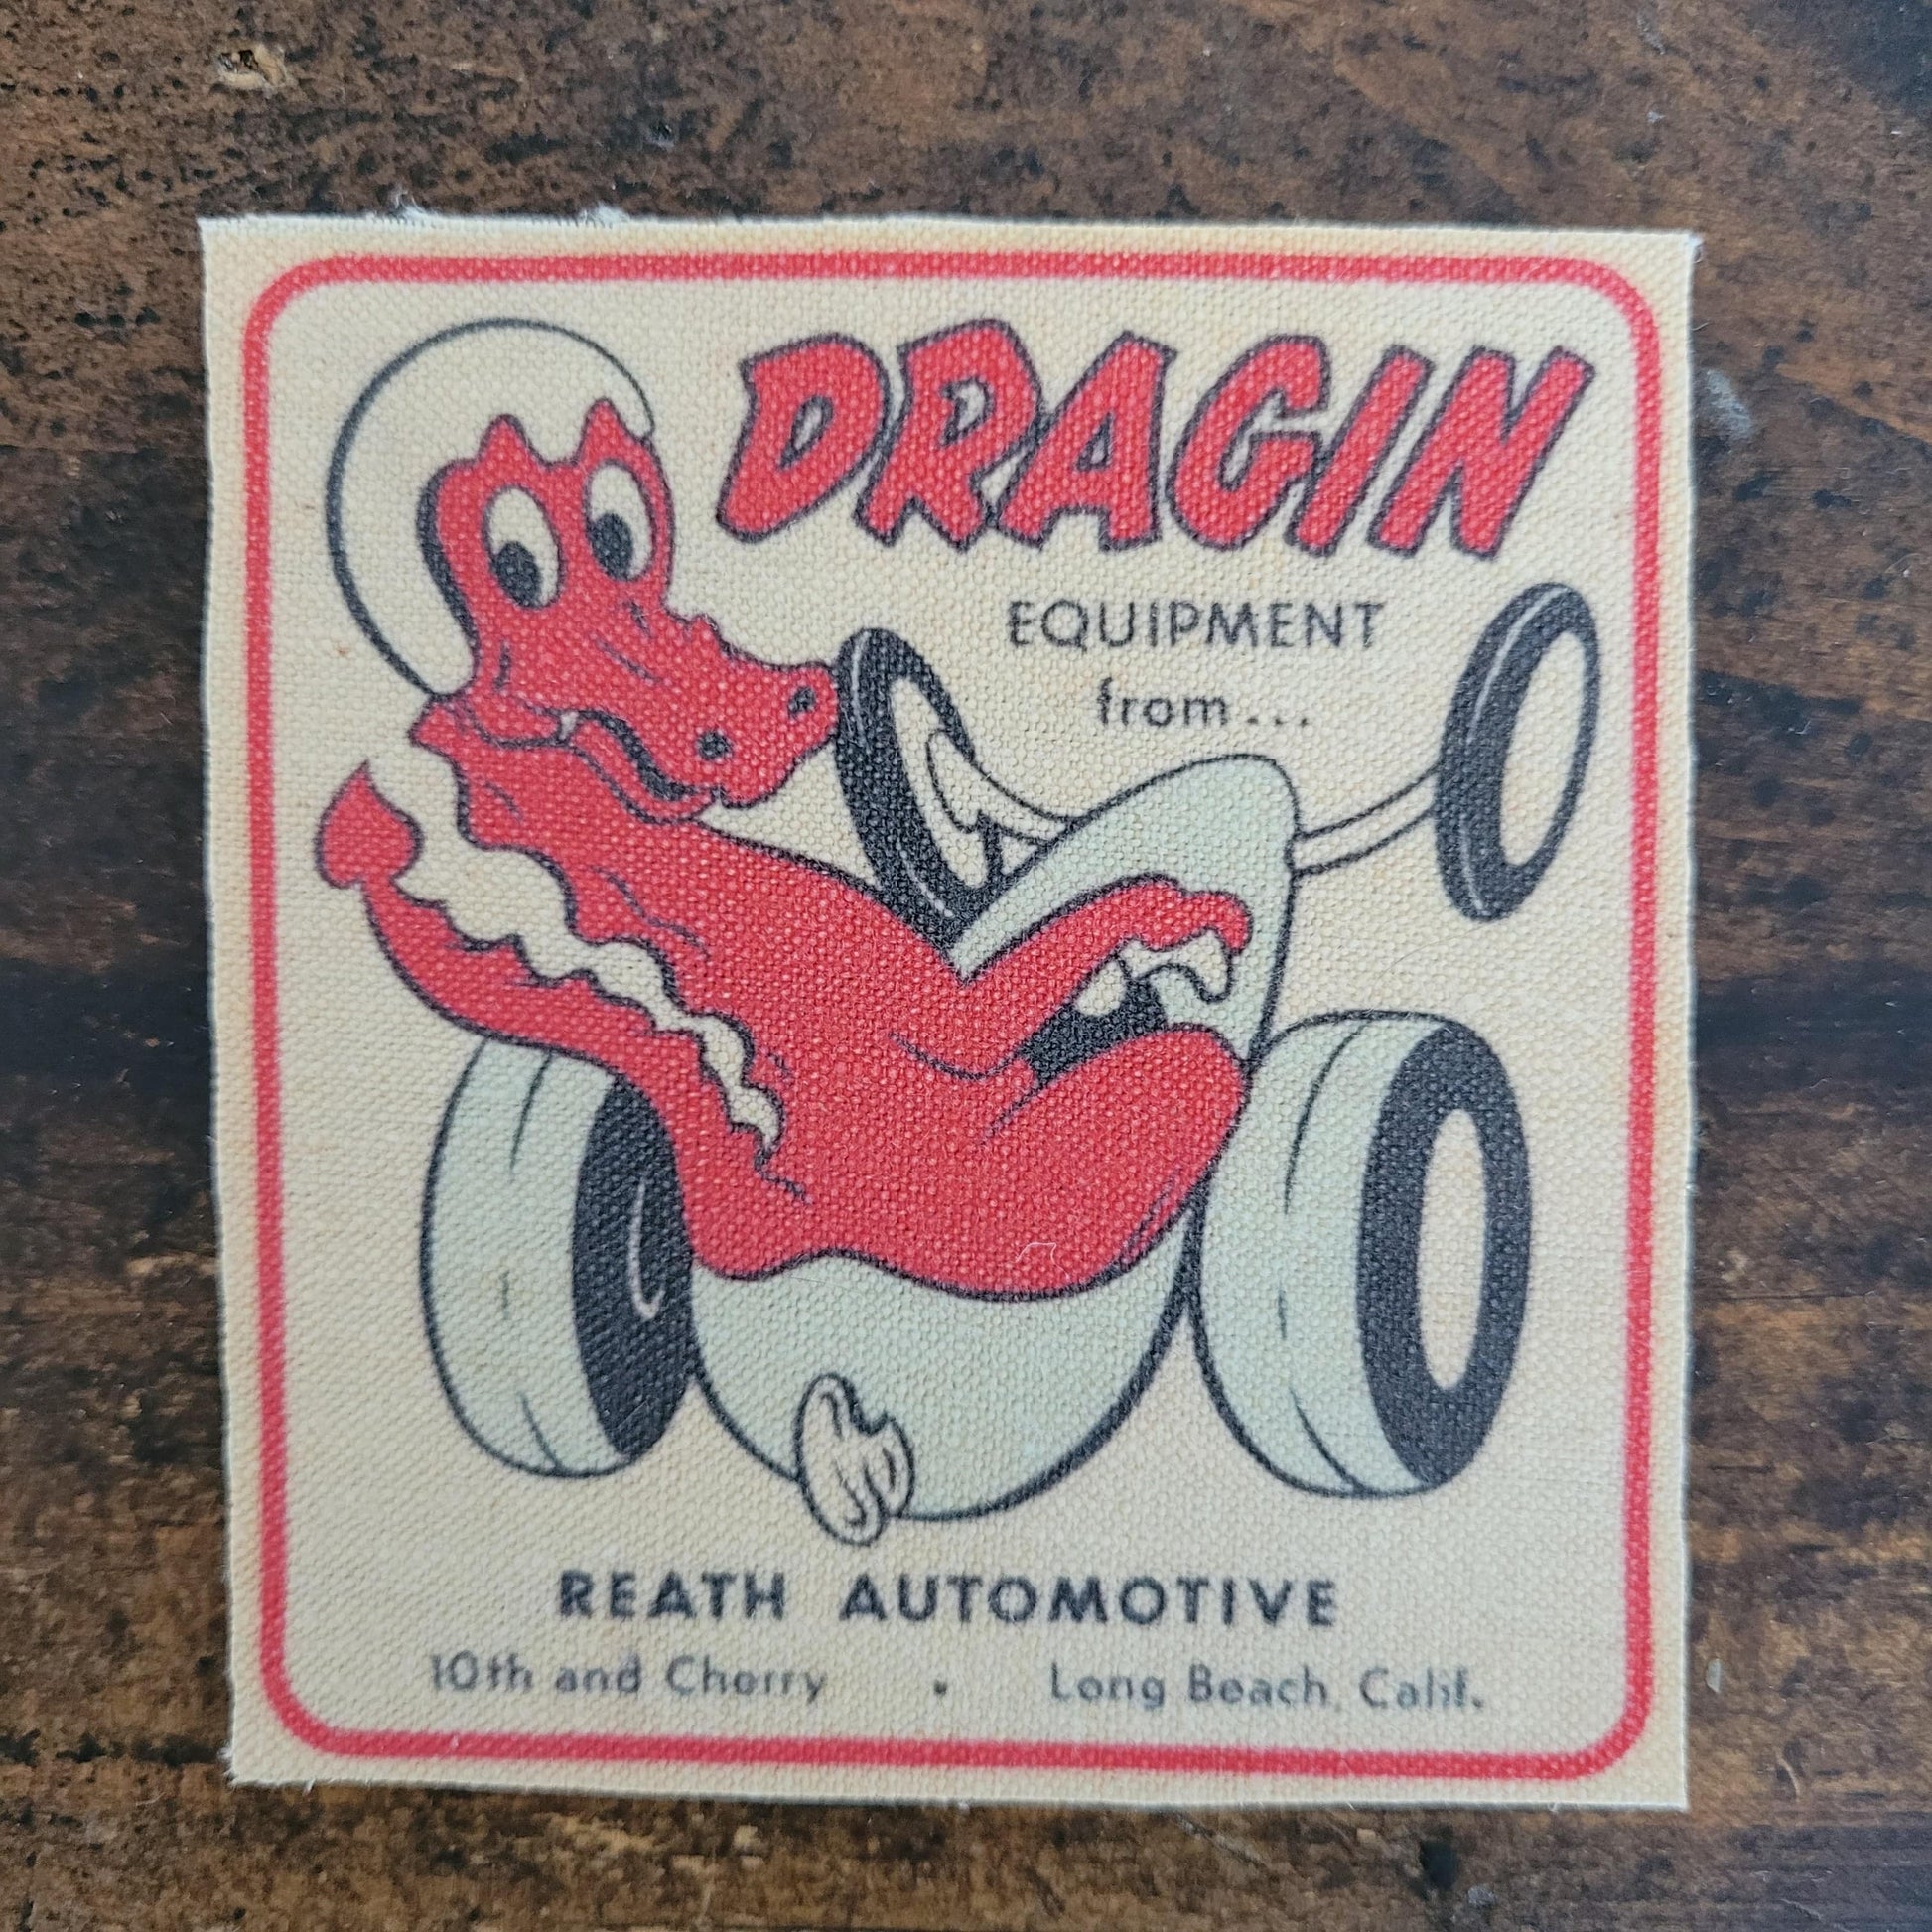 DRAGIN
EQUIPMENT
from...
REATH AUTOMOTIVE
10th and Cherry • Long Beach, Calif.